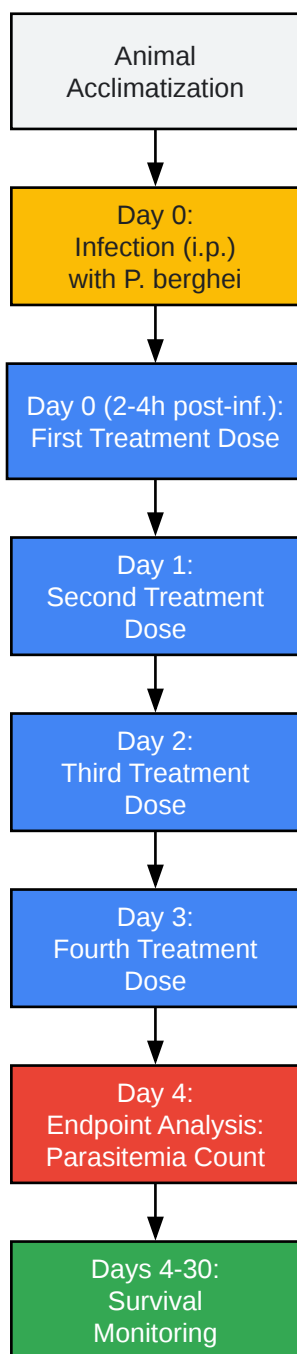 Animal
Acclimatization
Day 0:
Infection (i.p.)
with P. berghei
Day 0 (2-4h post-inf.):
First Treatment Dose
Day 1:
Second Treatment
Dose
Day 2:
Third Treatment
Dose
Day 3:
Fourth Treatment
Dose
Day 4:
Endpoint Analysis:
Parasitemia Count
Days 4-30:
Survival
Monitoring